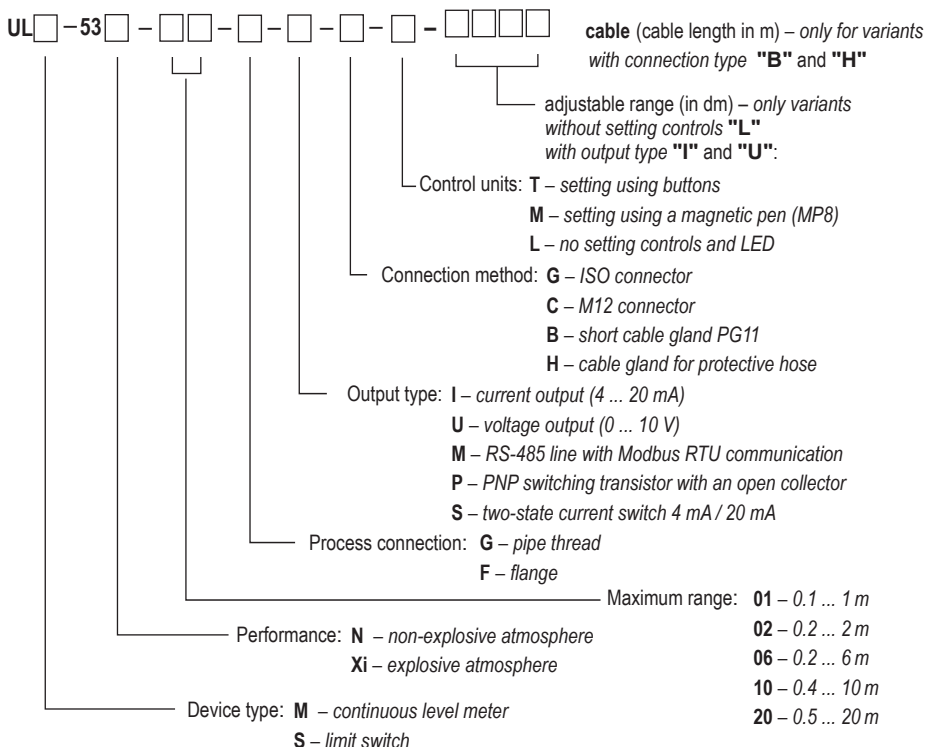 UL□ – 53□ – □□ – □ – □ – □ – □ – □□□□ cable (cable length in m) – only for variants
with connection type "B" and "H"
adjustable range (in dm) – only variants
without setting controls "L"
with output type "I" and "U":
Control units: T – setting using buttons
M – setting using a magnetic pen (MP8)
L – no setting controls and LED
Connection method: G – ISO connector
C – M12 connector
B – short cable gland PG11
H – cable gland for protective hose
Output type: I – current output (4 ... 20 mA)
U – voltage output (0 ... 10 V)
M – RS-485 line with Modbus RTU communication
P – PNP switching transistor with an open collector
S – two-state current switch 4 mA / 20 mA
Process connection: G – pipe thread
F – flange
Maximum range: 01 – 0.1 ... 1 m
02 – 0.2 ... 2 m
06 – 0.2 ... 6 m
10 – 0.4 ... 10 m
20 – 0.5 ... 20 m
Performance: N – non-explosive atmosphere
Xi – explosive atmosphere
Device type: M – continuous level meter
S – limit switch